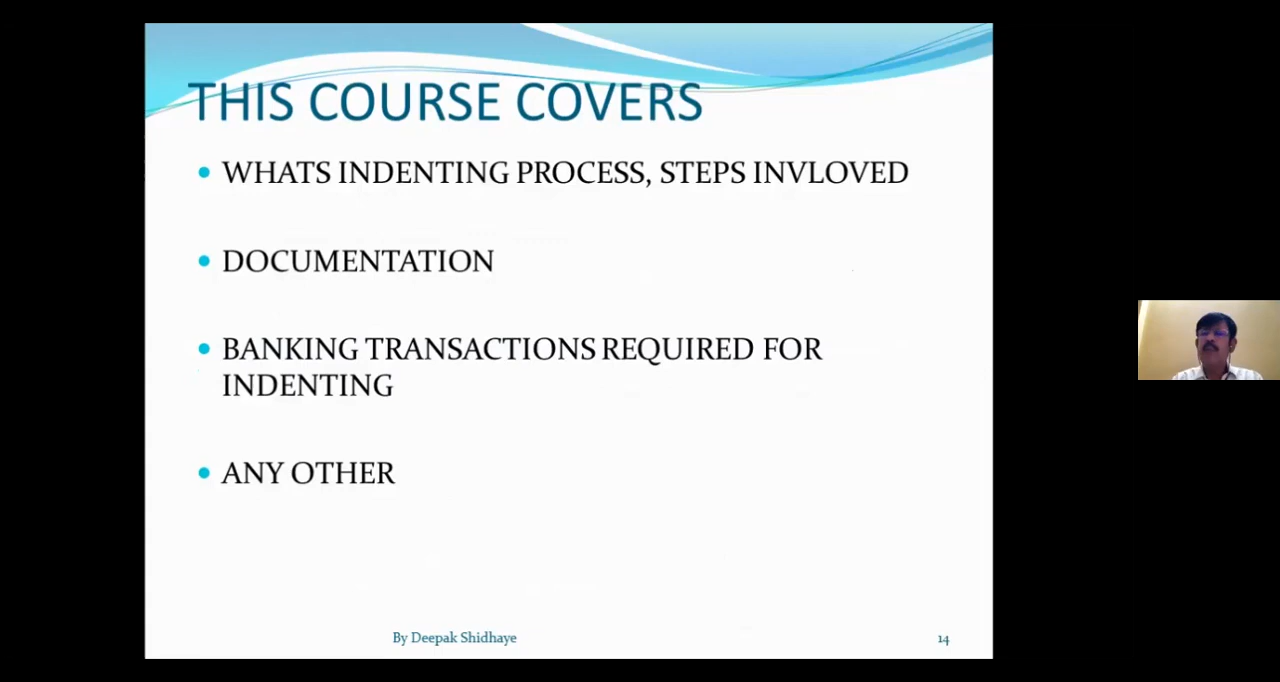 THIS COURSE COVERS
WHATS INDENTING PROCESS, STEPS INVLOVED
DOCUMENTATION
BANKING TRANSACTIONS REQUIRED FOR
INDENTING
ANY OTHER
By Deepak Shidhaye
14